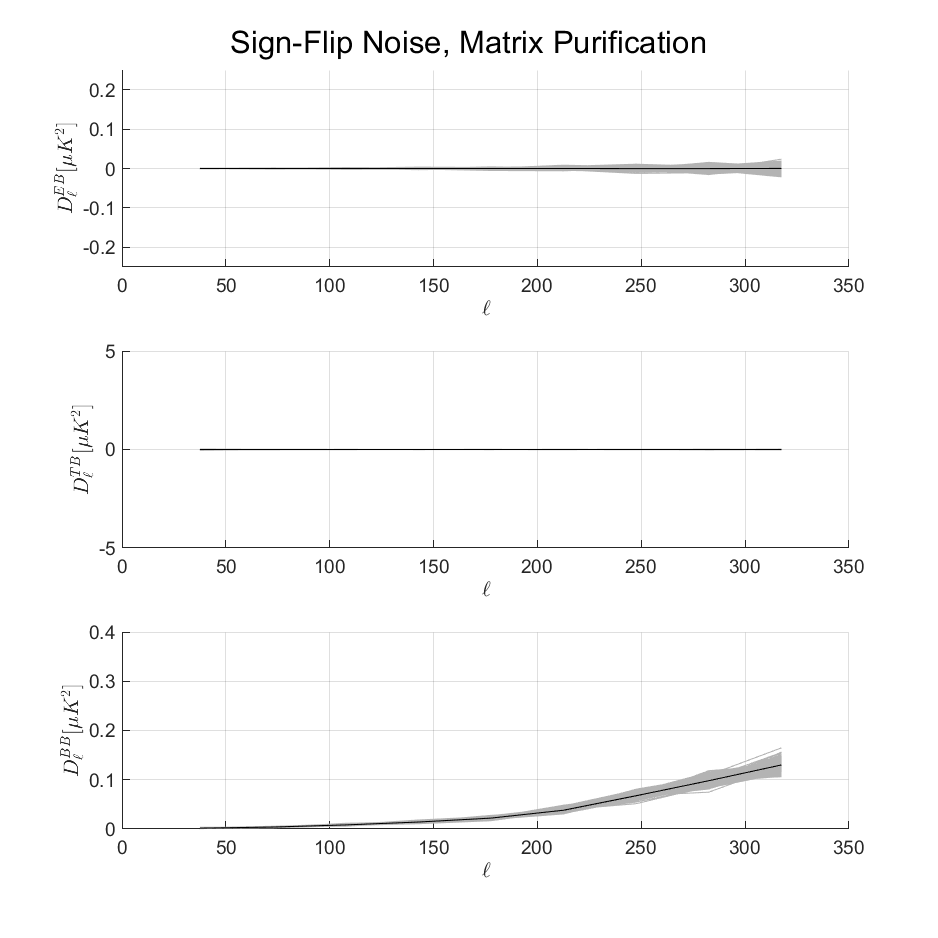 Sign-Flip Noise, Matrix Purification
D_ℓ^{EB}[μK²]
0.2
0.1
0
-0.1
-0.2
0 50 100 150 200 250 300 350
ℓ
D_ℓ^{TB}[μK²]
5
0
-5
0 50 100 150 200 250 300 350
ℓ
D_ℓ^{BB}[μK²]
0.4
0.3
0.2
0.1
0
0 50 100 150 200 250 300 350
ℓ